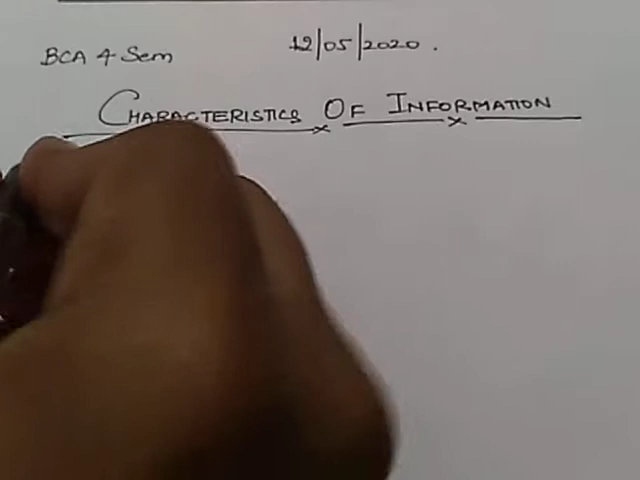 BCA 4 Sem 12/05/2020.
CHARACTERISTICS OF INFORMATION